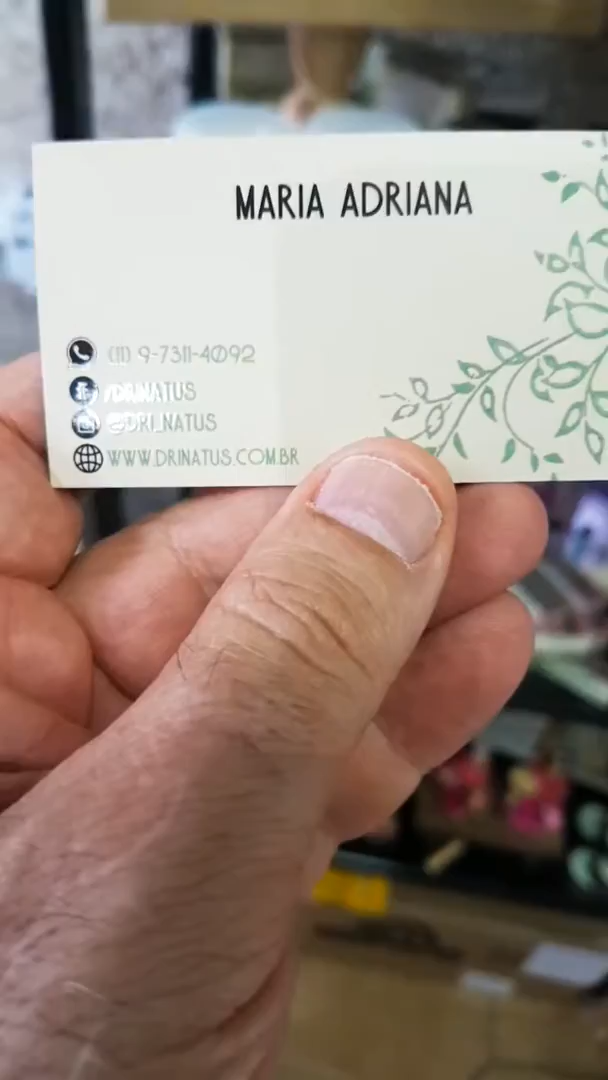 MARIA ADRIANA
(11) 9-7311-4092
/DRINATUS
@DRI_NATUS
WWW.DRINATUS.COM.BR